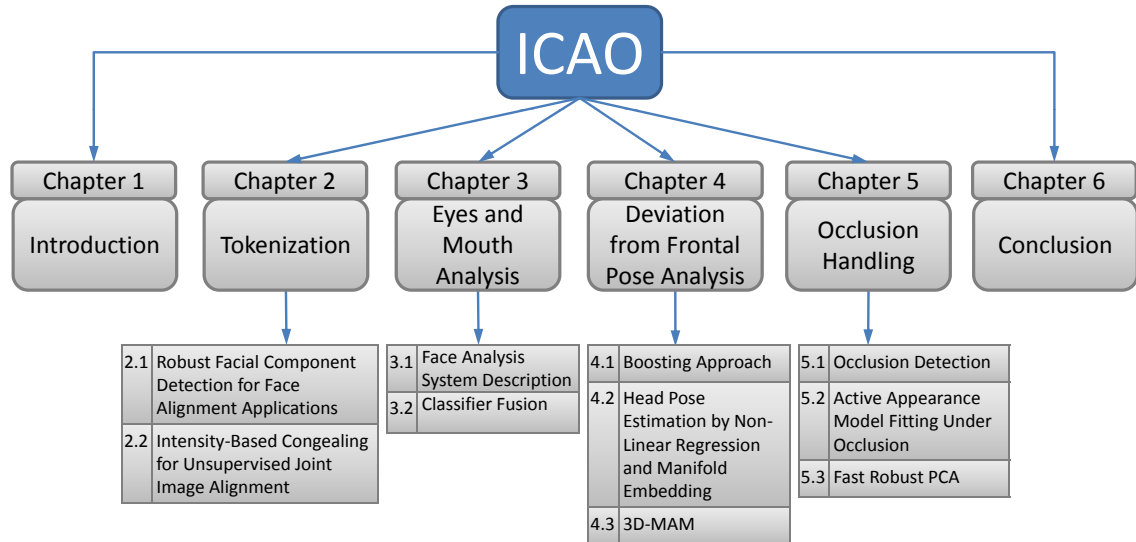 ICAO
Chapter 1
Introduction
Chapter 2
Tokenization
Chapter 3
Eyes and
Mouth
Analysis
Chapter 4
Deviation
from Frontal
Pose Analysis
Chapter 5
Occlusion
Handling
Chapter 6
Conclusion
2.1 Robust Facial Component
Detection for Face
Alignment Applications
2.2 Intensity-Based Congealing
for Unsupervised Joint
Image Alignment
3.1 Face Analysis
System Description
3.2 Classifier Fusion
4.1 Boosting Approach
4.2 Head Pose
Estimation by Non-
Linear Regression
and Manifold
Embedding
4.3 3D-MAM
5.1 Occlusion Detection
5.2 Active Appearance
Model Fitting Under
Occlusion
5.3 Fast Robust PCA